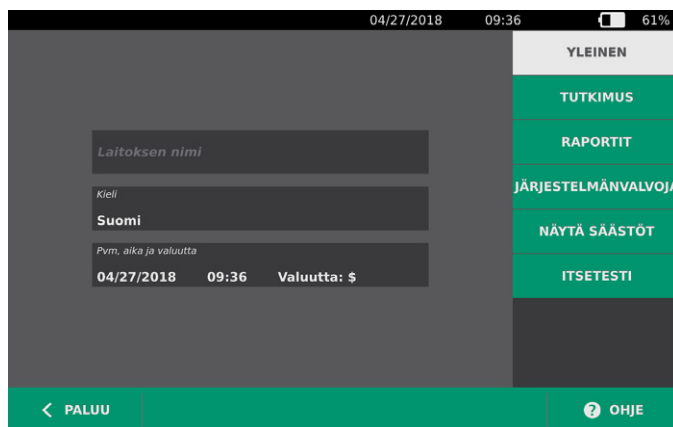 04/27/2018 09:36 61%
YLEINEN
TUTKIMUS
RAPORTIT
JÄRJESTELMÄNVALVOJA
NÄYTÄ SÄÄSTÖT
ITSETESTI
Laitoksen nimi
Kieli
Suomi
Pvm, aika ja valuutta
04/27/2018 09:36 Valuutta: $
< PALUU
? OHJE